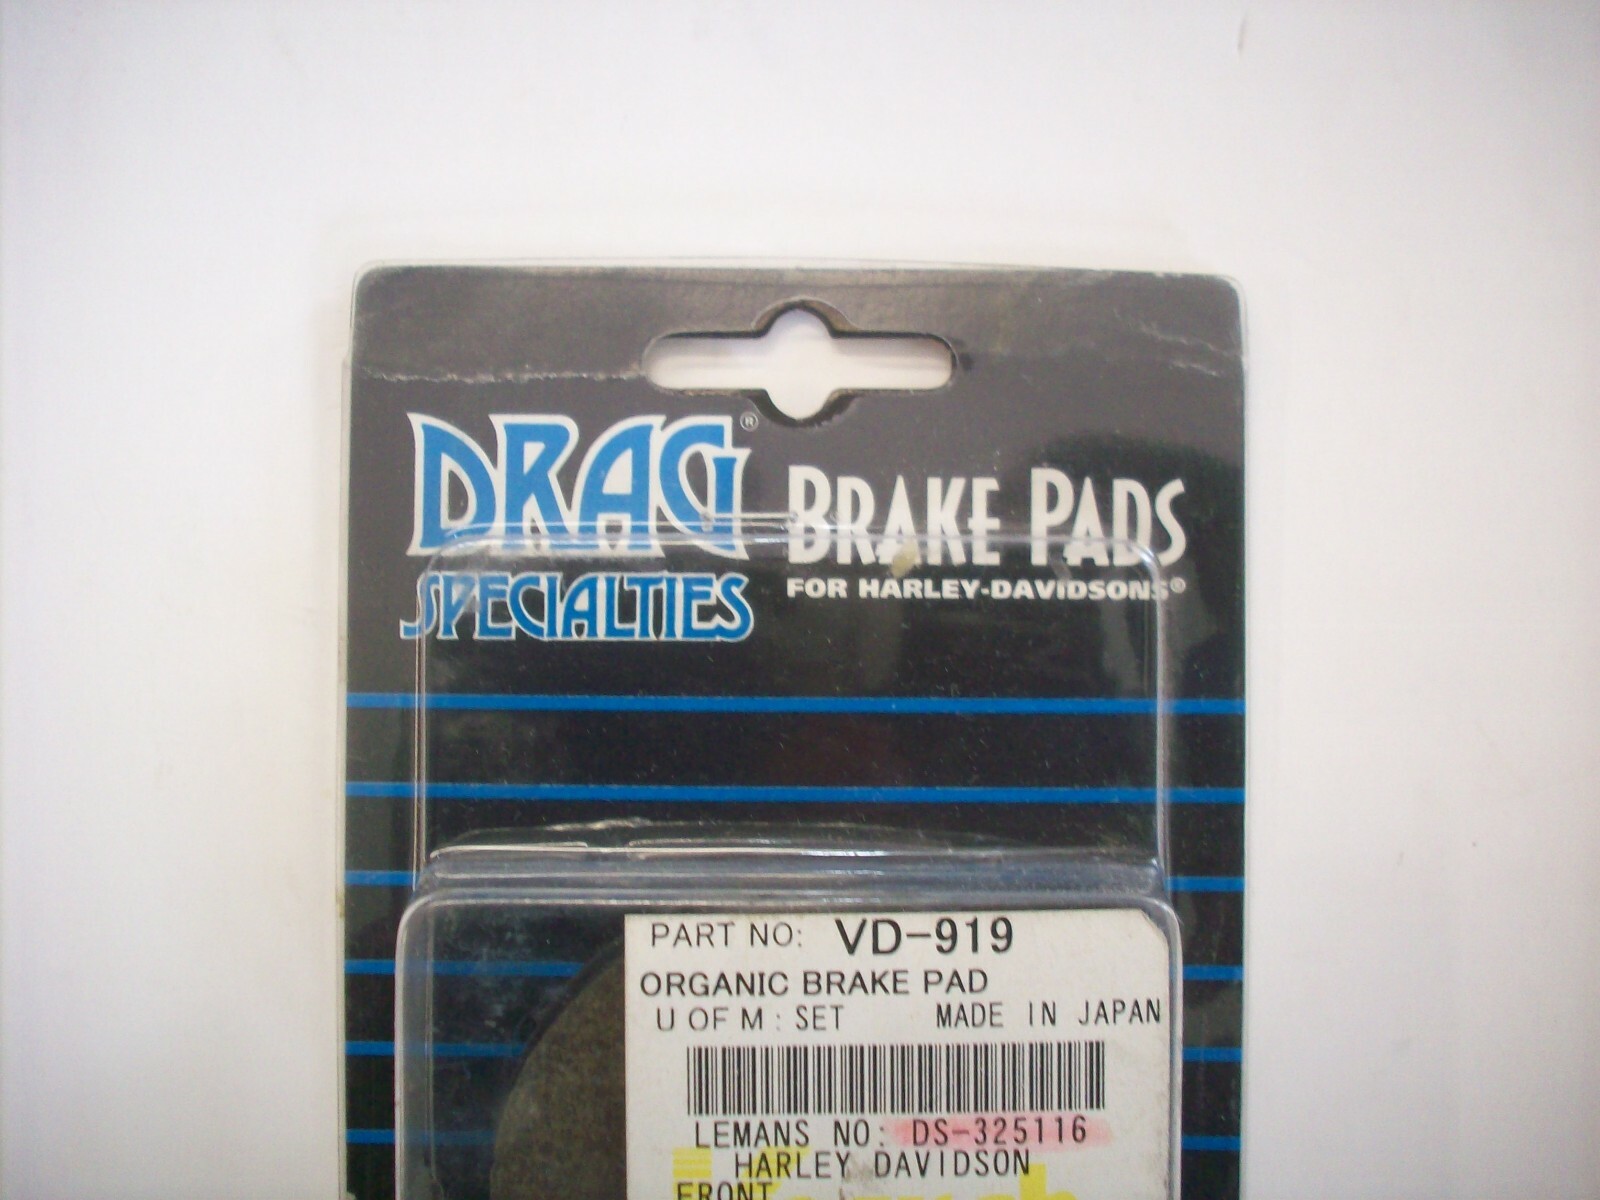 DRAG®
SPECIALTIES
BRAKE PADS
FOR HARLEY-DAVIDSONS®
PART NO: VD-919
ORGANIC BRAKE PAD
U OF M : SET MADE IN JAPAN
LEMANS NO: DS-325116
HARLEY DAVIDSON
FRONT